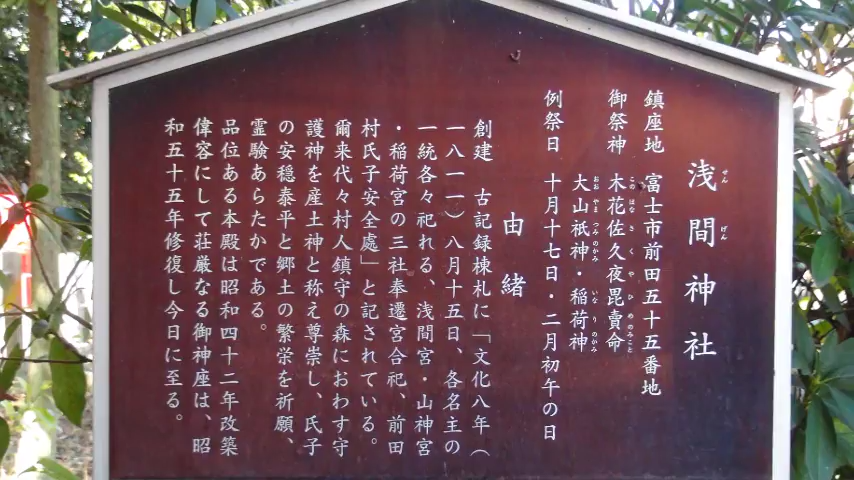 浅間神社
せんげん
鎮座地 富士市前田五十五番地
御祭神 木花佐久夜毘賣命
このはなさくやひめのみこと
大山祇神・稲荷神
おおやまつみのかみ いなりのかみ
例祭日 十月十七日・二月初午の日
由緒
創建 古記録棟札に「文化八年（
一八一一）八月十五日、各名主の
一統各々祀れる、浅間宮・山神宮
・稲荷宮の三社奉遷宮合祀、前田
村氏子安全處」と記されている。
爾来代々村人鎮守の森におわす守
護神を産土神と称え尊崇し、氏子
の安穏泰平と郷土の繁栄を祈願、
霊験あらたかである。
品位ある本殿は昭和四十二年改築
偉容にして荘厳なる御神座は、昭
和五十五年修復し今日に至る。